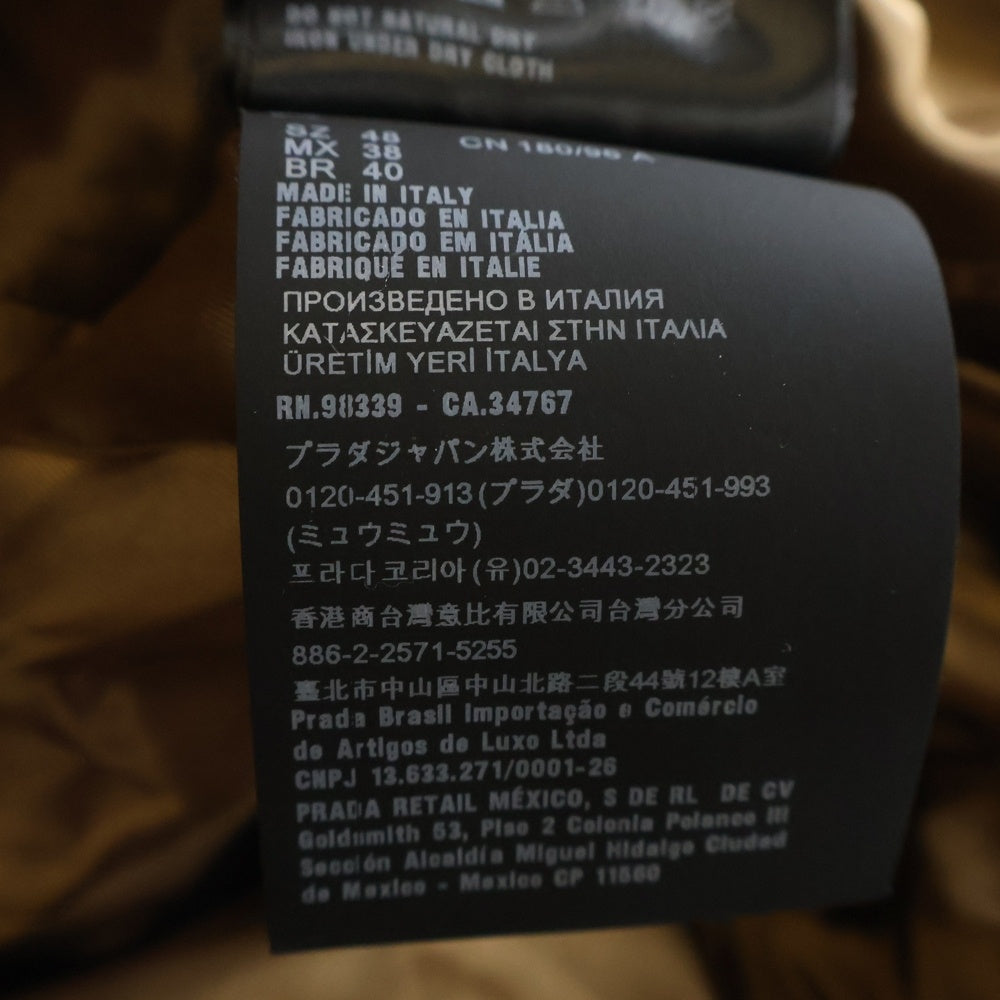 DO NOT NATURAL DRY
IRON UNDER DRY CLOTH
SZ 48
MX 38 CN 180/96 A
BR 40
MADE IN ITALY
FABRICADO EN ITALIA
FABRICADO EM ITÁLIA
FABRIQUÉ EN ITALIE
ПРОИЗВЕДЕНО В ИТАЛИЯ
ΚΑΤΑΣΚΕΥΑΖΕΤΑΙ ΣΤΗΝ ΙΤΑΛΙΑ
ÜRETİM YERİ İTALYA
RN.98339 - CA.34767
プラダジャパン株式会社
0120-451-913(プラダ)0120-451-993
(ミュウミュウ)
프라다코리아(유)02-3443-2323
香港商台灣意比有限公司台灣分公司
886-2-2571-5255
臺北市中山區中山北路二段44號12樓A室
Prada Brasil Importação e Comércio
de Artigos de Luxo Ltda
CNPJ 13.633.271/0001-26
PRADA RETAIL MÉXICO, S DE RL DE CV
Goldsmith 53, Piso 2 Colonia Polanco III
Sección Alcaldía Miguel Hidalgo Ciudad
de Mexico - Mexico CP 11560